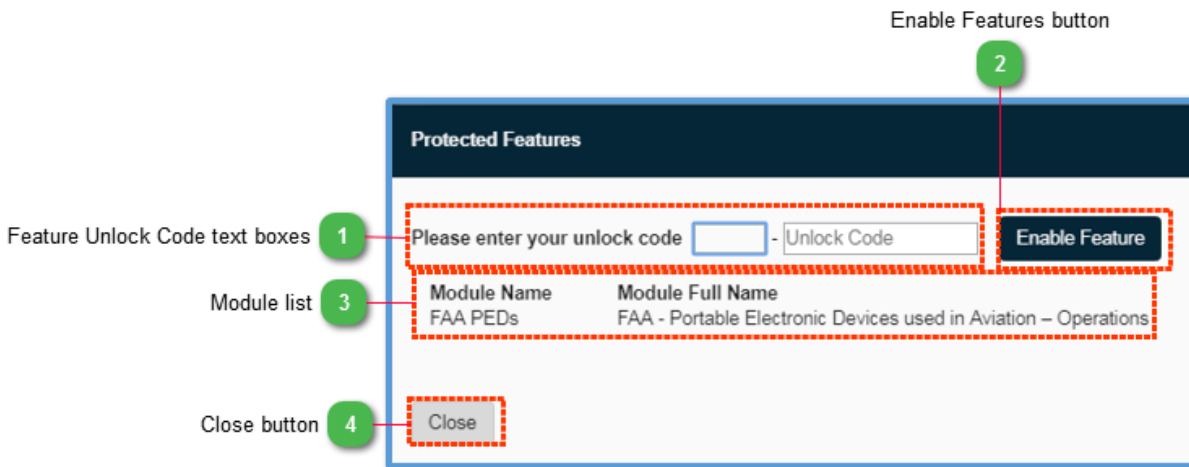 Enable Features button
2
Protected Features
Feature Unlock Code text boxes 1 Please enter your unlock code - Unlock Code Enable Feature
Module list 3 Module Name Module Full Name
FAA PEDs FAA - Portable Electronic Devices used in Aviation – Operations
Close button 4 Close